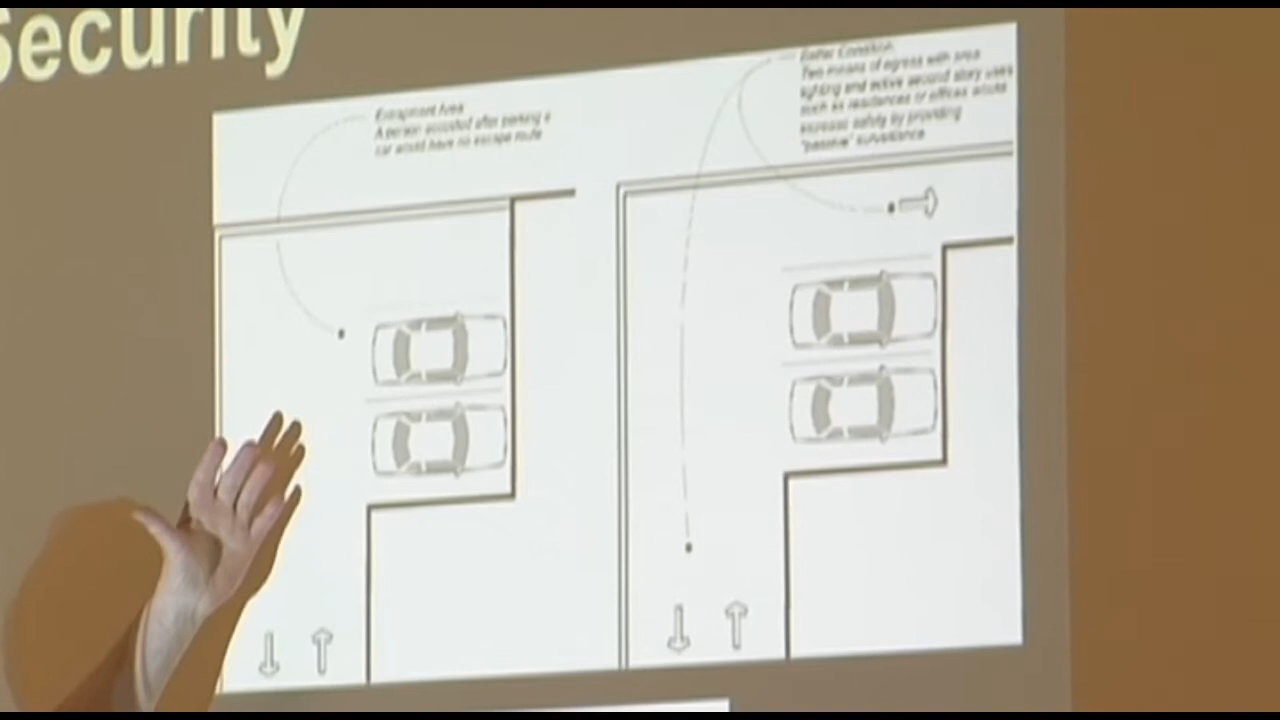 Security
Entrapment Area
A person assaulted after parking a
car would have no escape route
Better Condition
Two means of egress with area
lighting and active second story uses
such as residences or offices would
increase safety by providing
"passive" surveillance